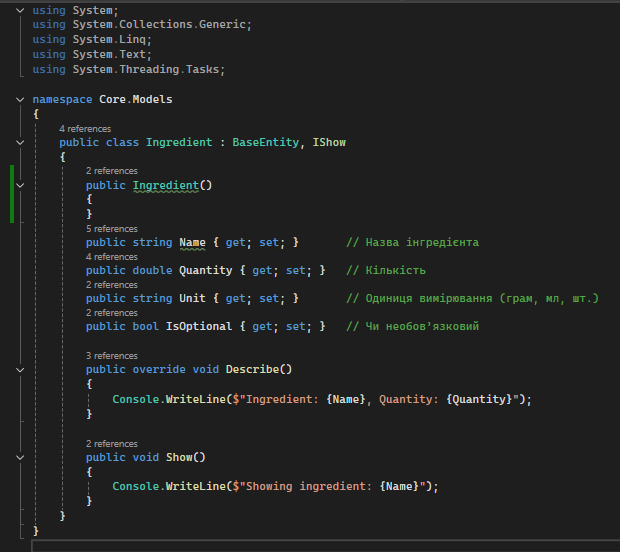 using System;
using System.Collections.Generic;
using System.Linq;
using System.Text;
using System.Threading.Tasks;
namespace Core.Models
{
4 references
public class Ingredient : BaseEntity, IShow
{
2 references
public Ingredient()
{
}
5 references
public string Name { get; set; } // Назва інгредієнта
4 references
public double Quantity { get; set; } // Кількість
2 references
public string Unit { get; set; } // Одиниця вимірювання (грам, мл, шт.)
2 references
public bool IsOptional { get; set; } // Чи необов'язковий
3 references
public override void Describe()
{
Console.WriteLine($"Ingredient: {Name}, Quantity: {Quantity}");
}
2 references
public void Show()
{
Console.WriteLine($"Showing ingredient: {Name}");
}
}
}